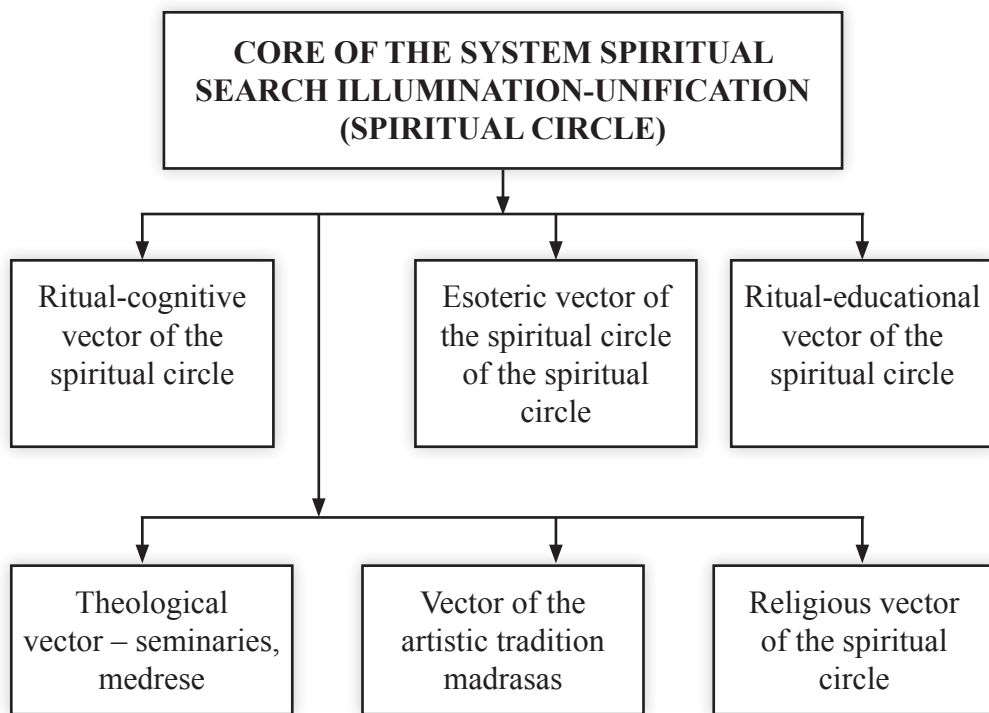 CORE OF THE SYSTEM SPIRITUAL
SEARCH ILLUMINATION-UNIFICATION
(SPIRITUAL CIRCLE)
Ritual-cognitive
vector of the
spiritual circle
Esoteric vector of
the spiritual circle
of the spiritual
circle
Ritual-educational
vector of the
spiritual circle
Theological
vector – seminaries,
medrese
Vector of the
artistic tradition
madrasas
Religious vector
of the spiritual
circle